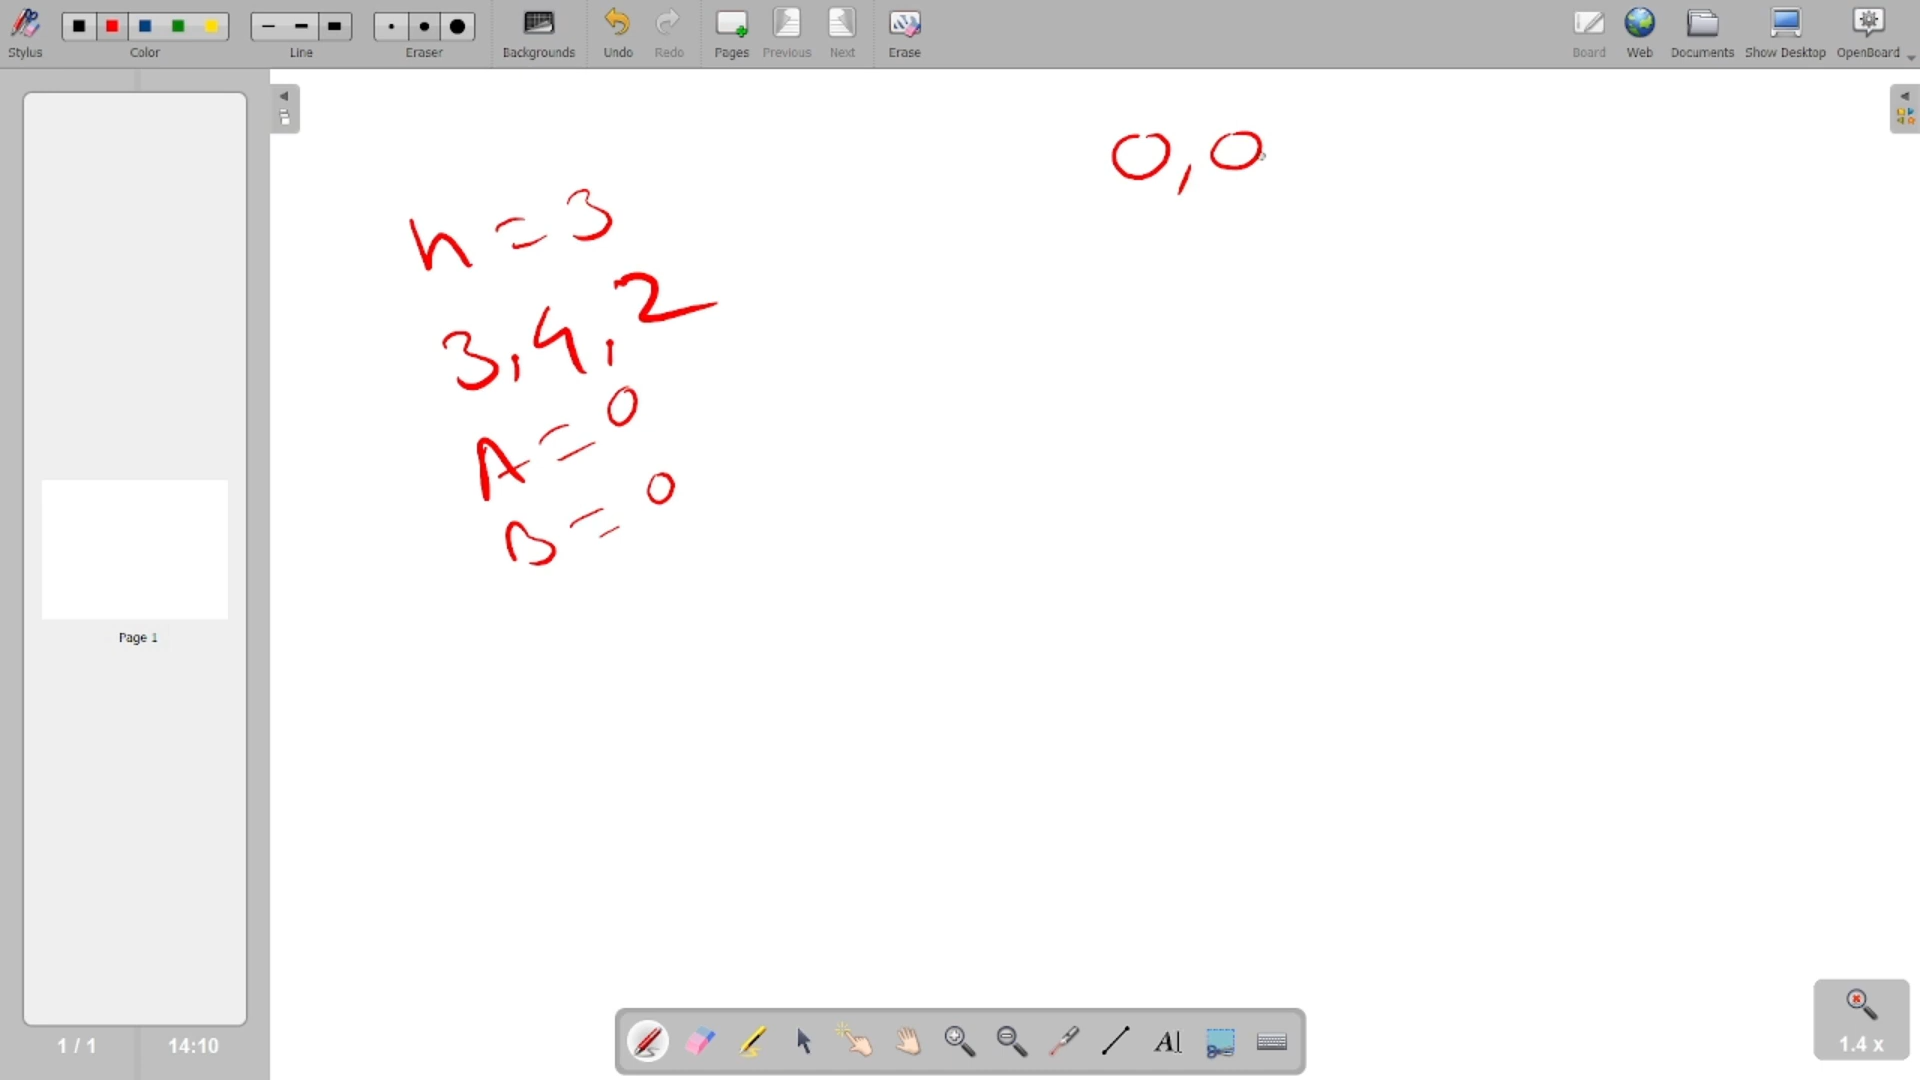 Stylus
Color
Line
Eraser
Backgrounds
Undo
Redo
Pages
Previous
Next
Erase
Board
Web
Documents
Show Desktop
OpenBoard
0,0
n=3
3,4,2
A=0
B=0
Page 1
1 / 1
14:10
AI
1.4 x